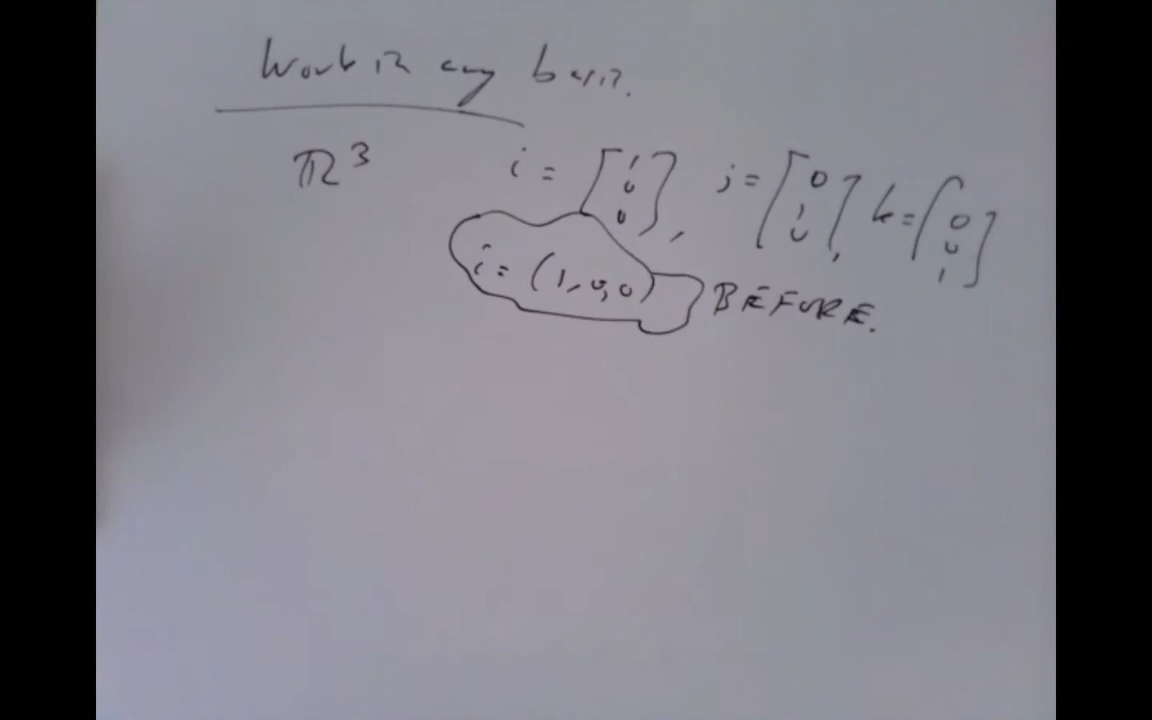 Work in any basis.
ℝ³ i = [1 0 0], j = [0 1 0], k = [0 0 1]
i = (1, 0, 0) BEFORE.